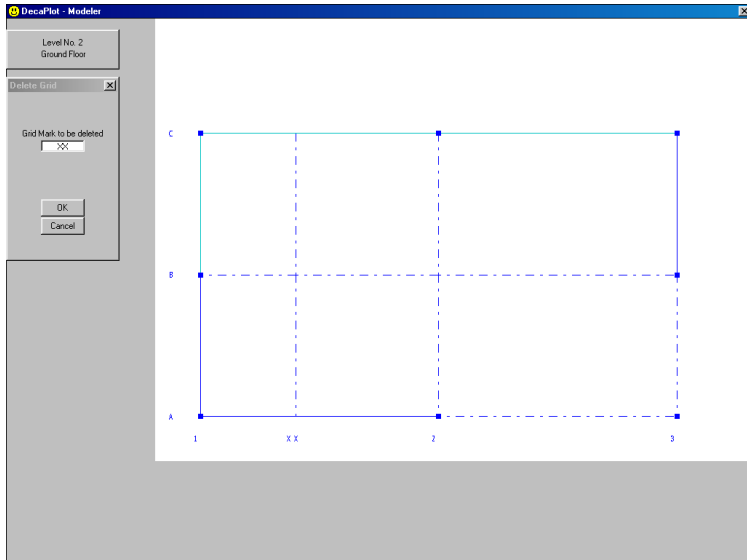 DecaPlot - Modeler
Level No. 2
Ground Floor
Delete Grid
Grid Mark to be deleted
XX
OK
Cancel
C
B
A
1
X X
2
3